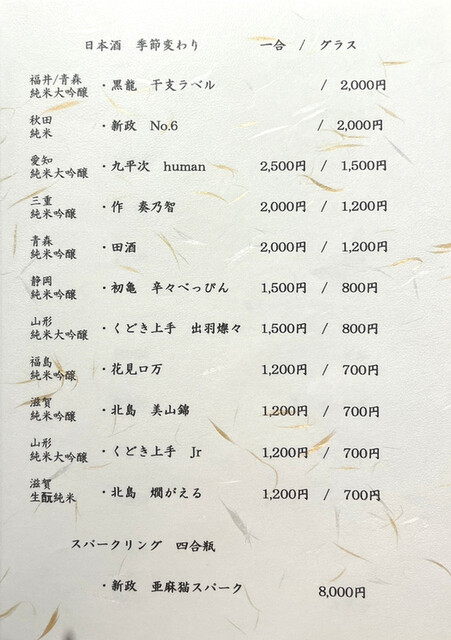 日本酒 季節変わり 一合 / グラス
福井/青森
純米大吟醸 ・黒龍 干支ラベル / 2,000円
秋田
純米 ・新政 No.6 / 2,000円
愛知
純米大吟醸 ・九平次 human 2,500円 / 1,500円
三重
純米吟醸 ・作 奏乃智 2,000円 / 1,200円
青森
純米吟醸 ・田酒 2,000円 / 1,200円
静岡
純米吟醸 ・初亀 辛々べっぴん 1,500円 / 800円
山形
純米大吟醸 ・くどき上手 出羽燦々 1,500円 / 800円
福島
純米吟醸 ・花見口万 1,200円 / 700円
滋賀
純米吟醸 ・北島 美山錦 1,200円 / 700円
山形
純米大吟醸 ・くどき上手 Jr 1,200円 / 700円
滋賀
生酛純米 ・北島 燗がえる 1,200円 / 700円
スパークリング 四合瓶
・新政 亜麻猫スパーク 8,000円